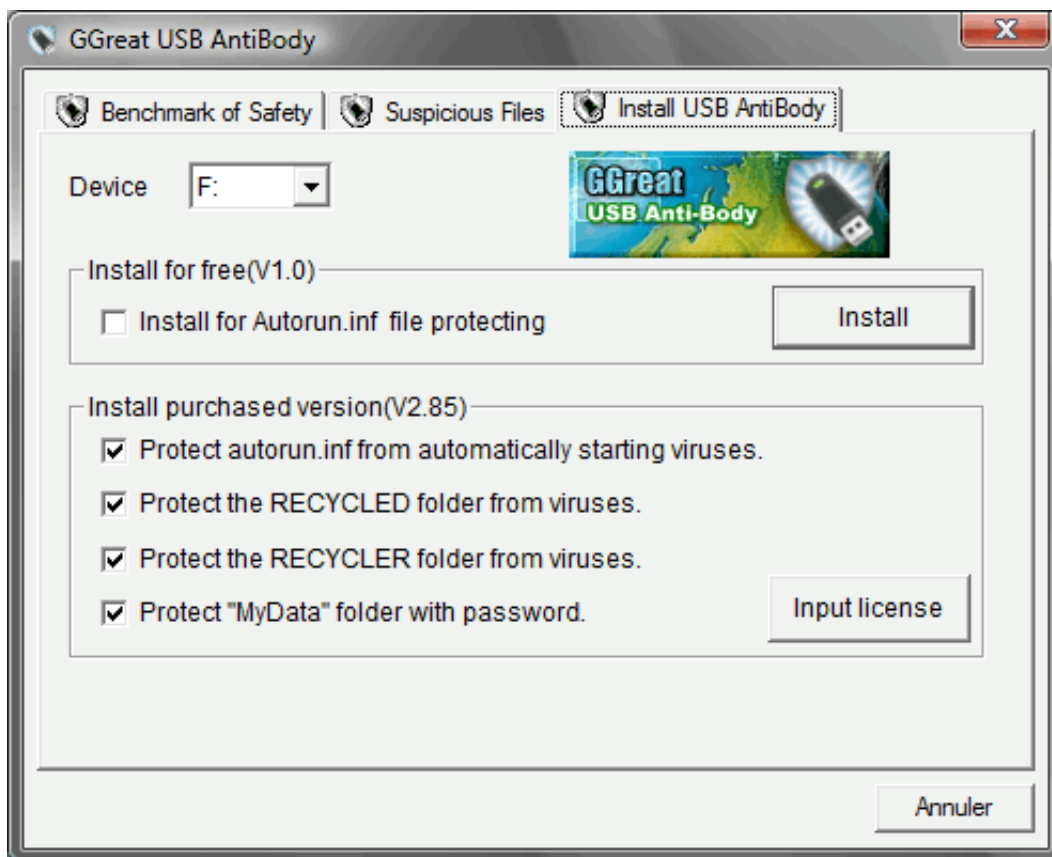 GGreat USB AntiBody
Benchmark of Safety
Suspicious Files
Install USB AntiBody
Device
F:
GGreat
USB Anti-Body
Install for free(V1.0)
Install for Autorun.inf file protecting
Install
Install purchased version(V2.85)
Protect autorun.inf from automatically starting viruses.
Protect the RECYCLED folder from viruses.
Protect the RECYCLER folder from viruses.
Protect "MyData" folder with password.
Input license
Annuler